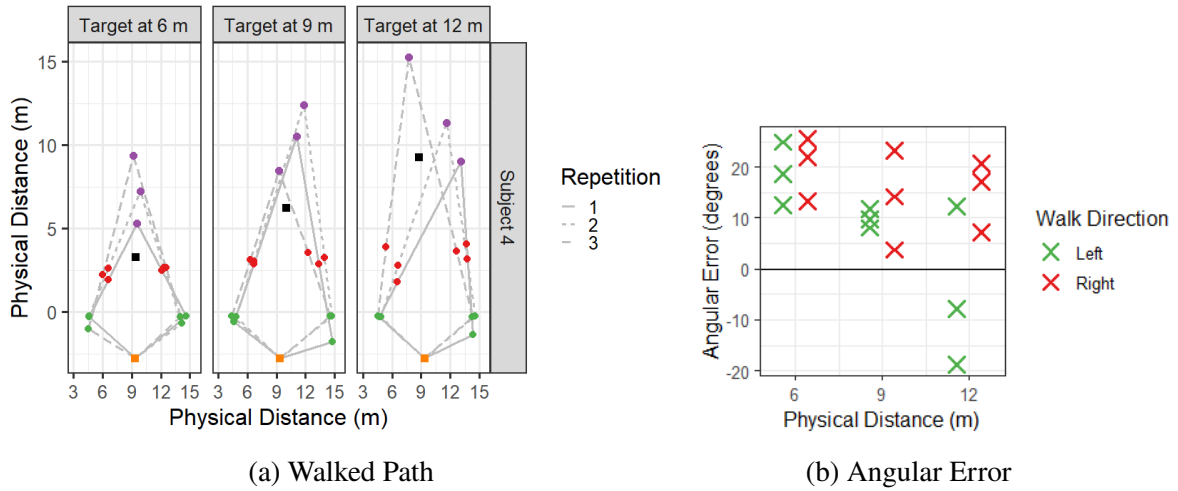 Target at 6 m
Target at 9 m
Target at 12 m
15
10
5
0
Physical Distance (m)
3 6 9 12 15
3 6 9 12 15
3 6 9 12 15
Physical Distance (m)
Subject 4
Repetition
1
2
3
(a) Walked Path
20
10
0
-10
-20
Angular Error (degrees)
6 9 12
Physical Distance (m)
Walk Direction
Left
Right
(b) Angular Error